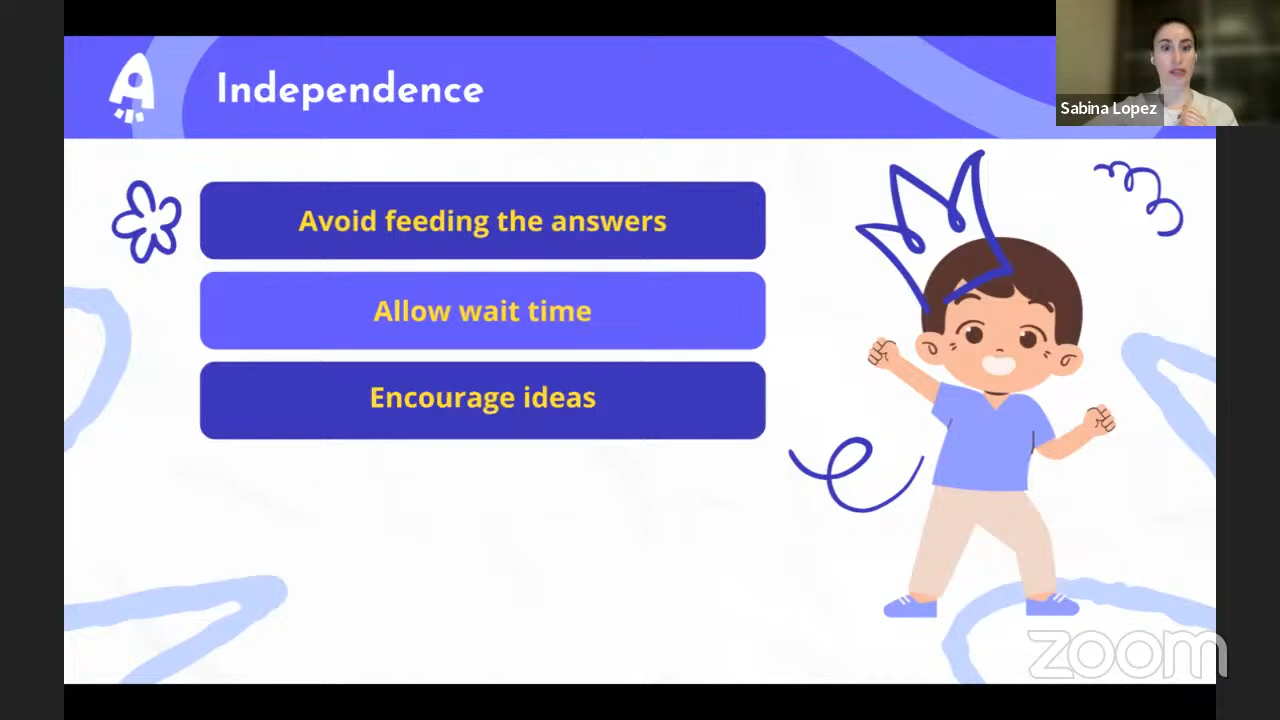 Independence
Sabina Lopez
Avoid feeding the answers
Allow wait time
Encourage ideas
zoom